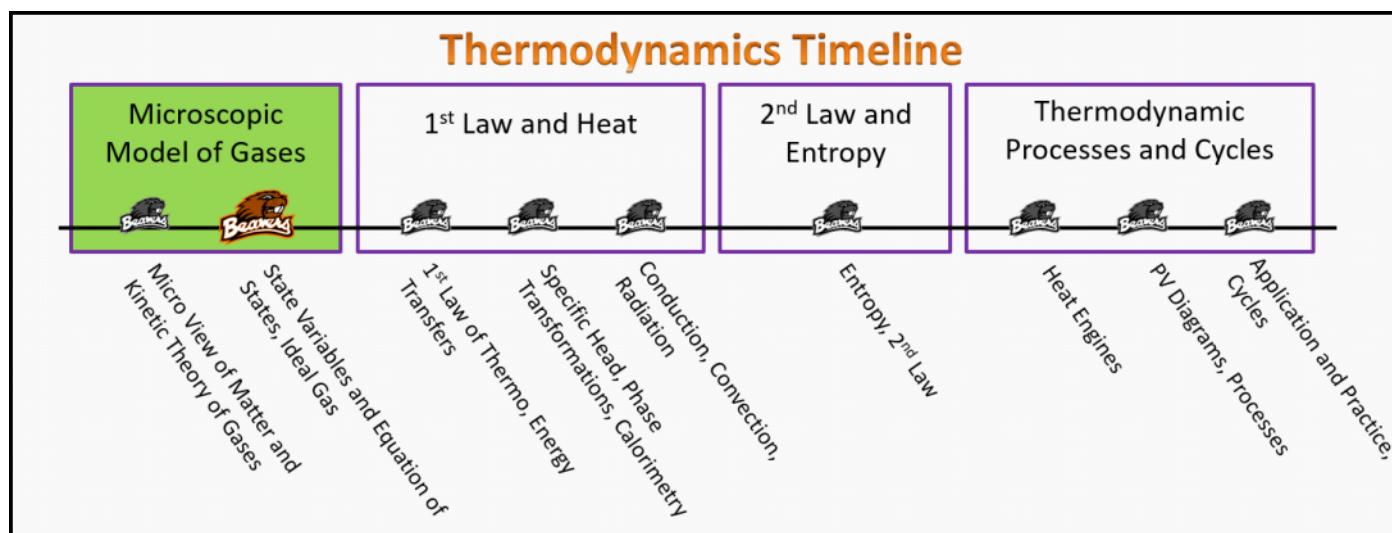 Thermodynamics Timeline
Microscopic
Model of Gases
1st Law and Heat
2nd Law and
Entropy
Thermodynamic
Processes and Cycles
Beavers
Beavers
Beavers
Beavers
Beavers
Beavers
Beavers
Beavers
Beavers
Micro View of Matter and
Kinetic Theory of Gases
State Variables and Equation of
States, Ideal Gas
1st Law of Thermo, Energy
Transfers
Specific Head, Phase
Transformations, Calorimetry
Conduction, Convection,
Radiation
Entropy, 2nd Law
Heat Engines
PV Diagrams, Processes
Application and Practice,
Cycles